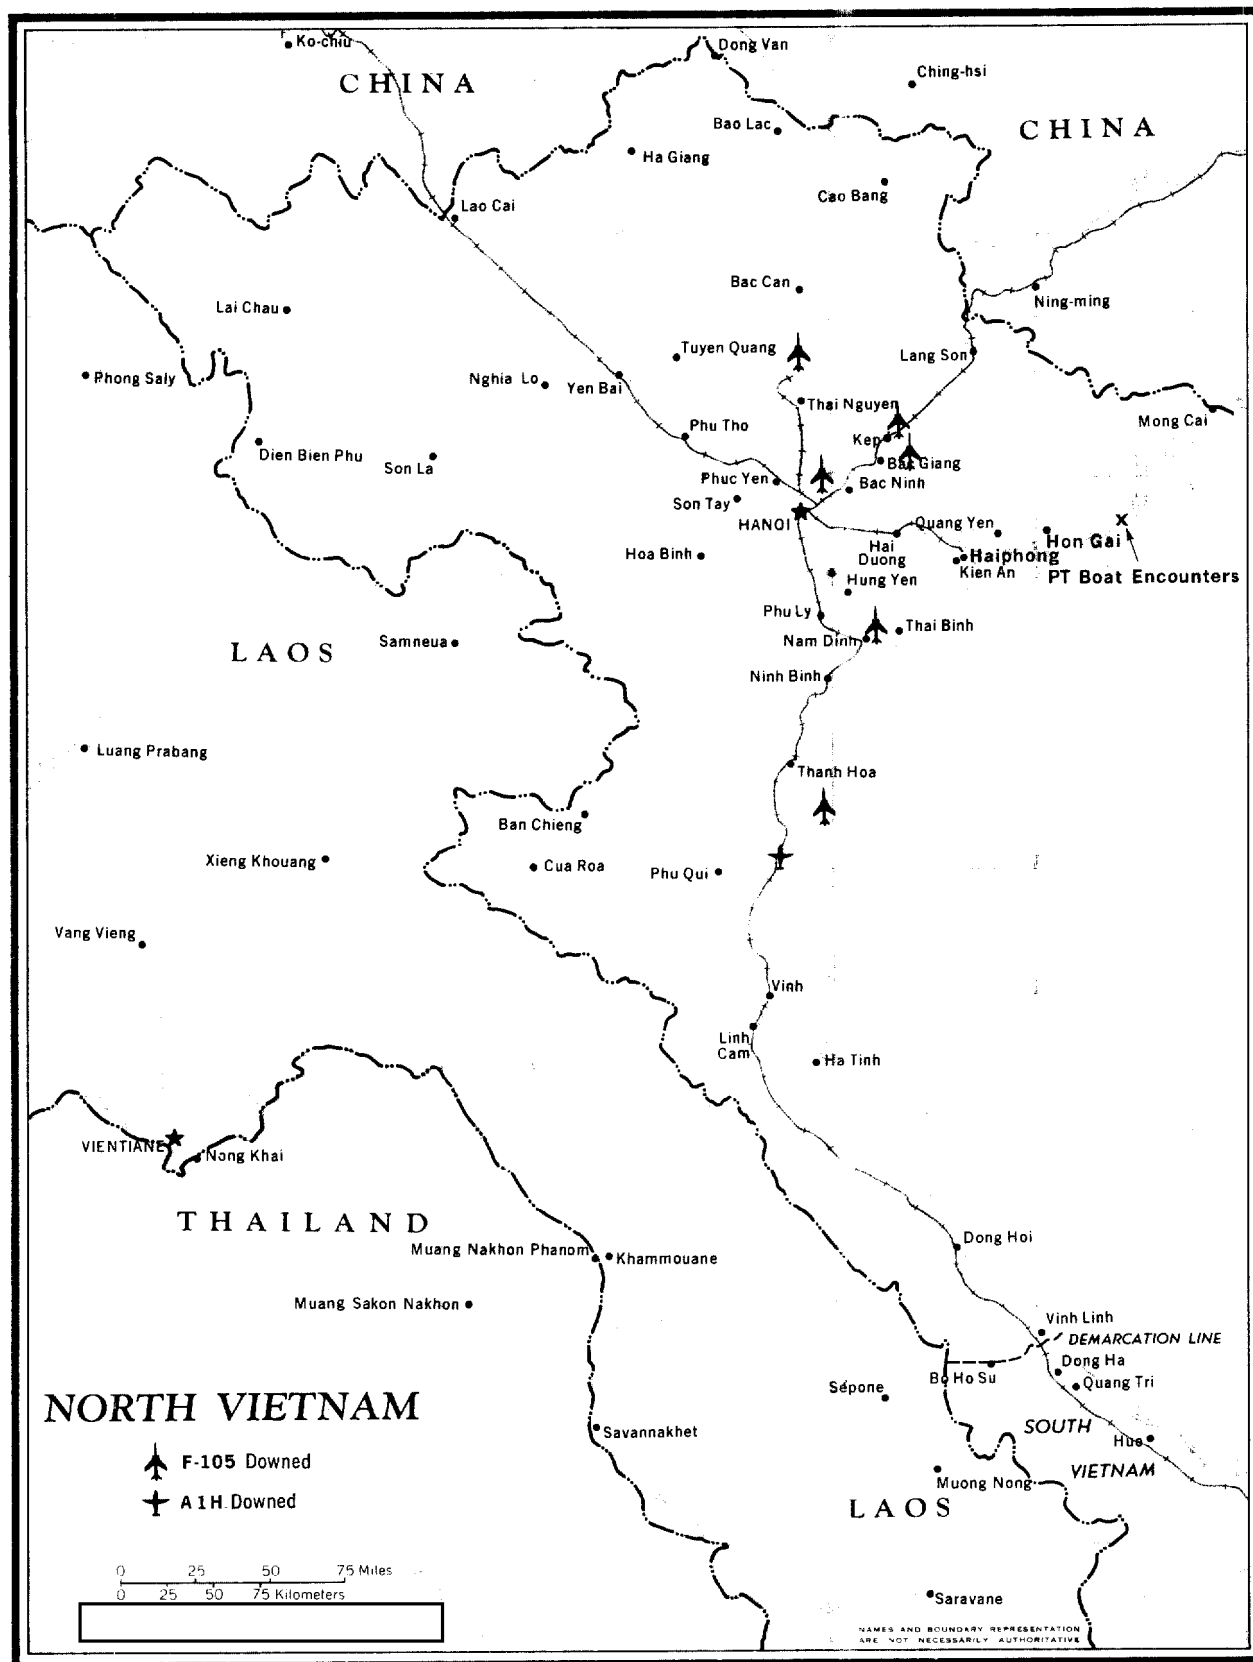 Ko-chiu
Dong Van
CHINA
Ching-hsi
Bao Lac
CHINA
Ha Giang
Cao Bang
Lao Cai
Bac Can
Ning-ming
Lai Chau
Tuyen Quang
Lang Son
Phong Saly
Nghia Lo
Yen Bai
Thai Nguyen
Mong Cai
Phu Tho
Kep
Dien Bien Phu
Son La
Bac Giang
Phuc Yen
Bac Ninh
Son Tay
HANOI
Quang Yen
Hoa Binh
Hai
Duong
Hon Gai
X
Haiphong
Kien An
PT Boat Encounters
Hung Yen
Phu Ly
Thai Binh
LAOS
Samneua
Nam Dinh
Ninh Binh
Luang Prabang
Thanh Hoa
Ban Chieng
Xieng Khouang
Cua Roa
Phu Qui
Vang Vieng
Vinh
Linh
Cam
Ha Tinh
VIENTIANE
Nong Khai
THAILAND
Dong Hoi
Muang Nakhon Phanom
Khammouane
Muang Sakon Nakhon
Vinh Linh
DEMARCATION LINE
Dong Ha
Bo Ho Su
Quang Tri
Sepone
NORTH VIETNAM
SOUTH
VIETNAM
Hue
Savannakhet
F-105 Downed
Muong Nong
A1H Downed
LAOS
0 25 50 75 Miles
0 25 50 75 Kilometers
Saravane
NAMES AND BOUNDARY REPRESENTATION
ARE NOT NECESSARILY AUTHORITATIVE